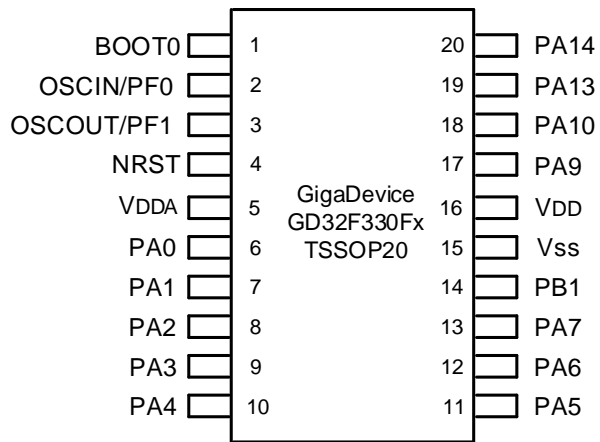 BOOT0 1 20 PA14
OSCIN/PF0 2 19 PA13
OSCOUT/PF1 3 18 PA10
NRST 4 17 PA9
VDDA 5 16 VDD
PA0 6 15 Vss
PA1 7 14 PB1
PA2 8 13 PA7
PA3 9 12 PA6
PA4 10 11 PA5
GigaDevice
GD32F330Fx
TSSOP20